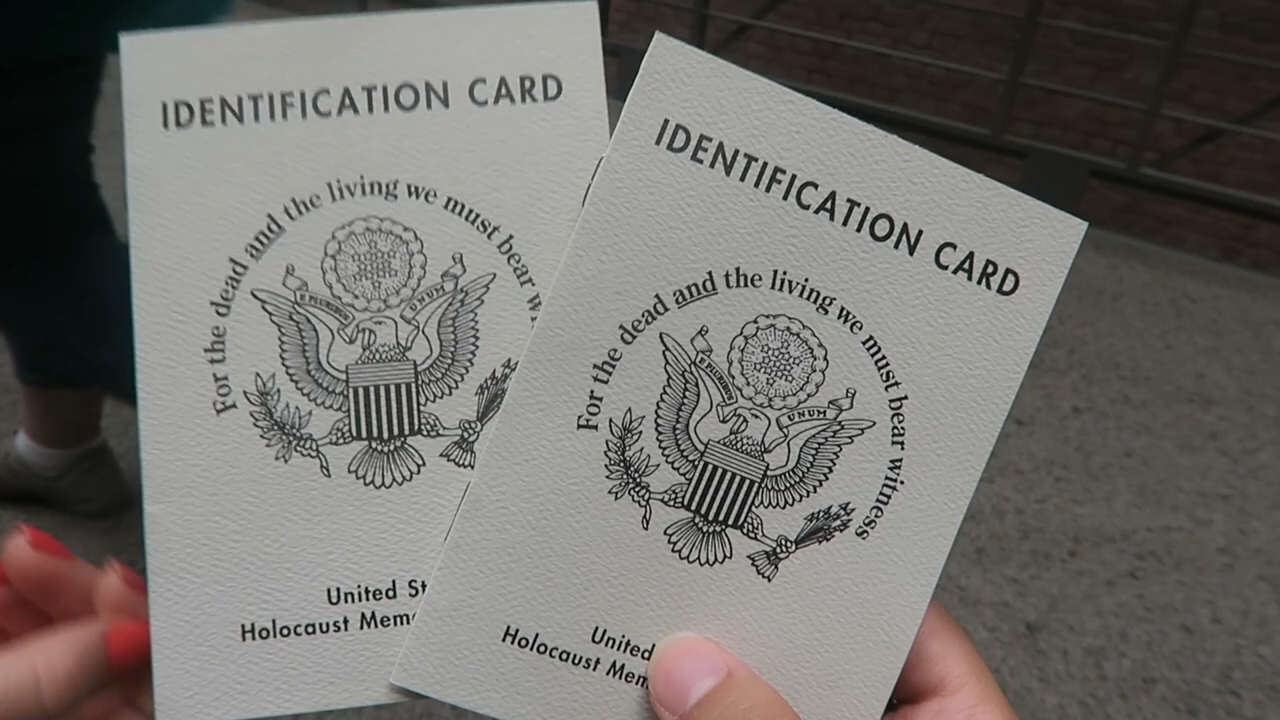 IDENTIFICATION CARD
For the dead and the living we must bear
E PLURIBUS
UNUM
United St
Holocaust Mem
IDENTIFICATION CARD
For the dead and the living we must bear witness
E PLURIBUS
UNUM
United
Holocaust Mem